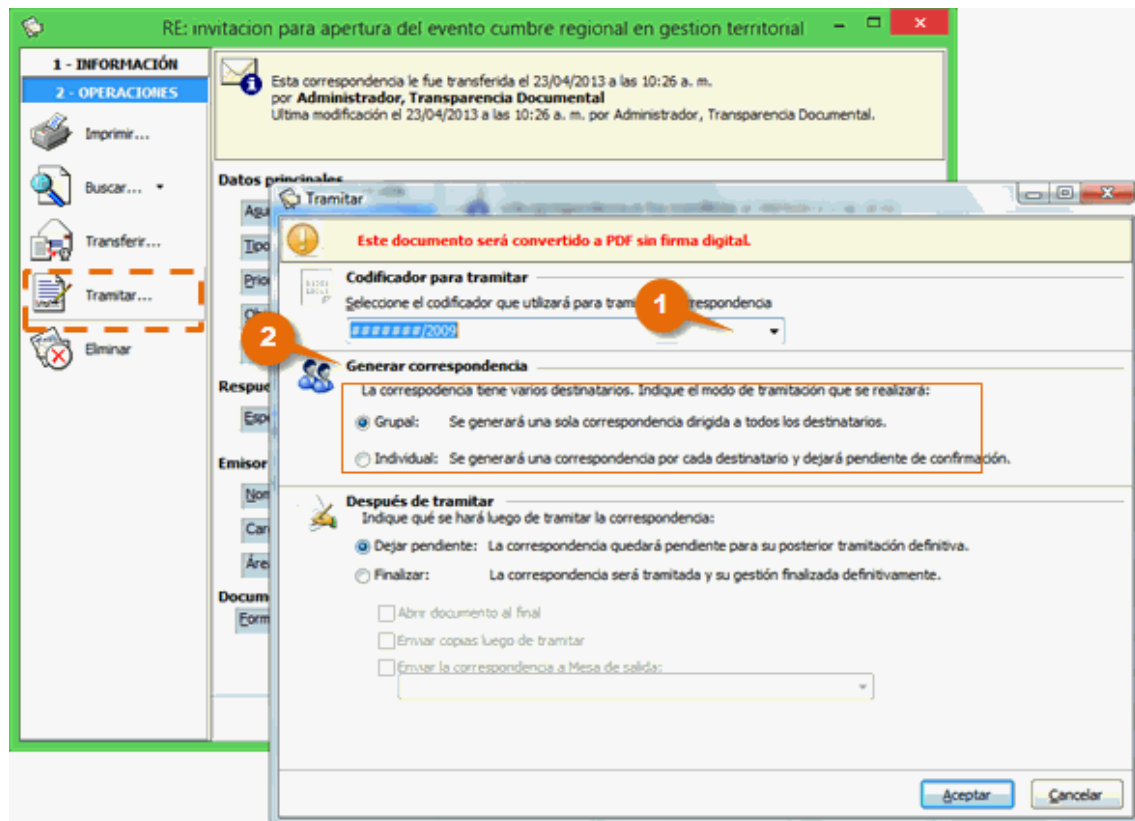 RE: invitacion para apertura del evento cumbre regional en gestion territorial
1 - INFORMACIÓN
2 - OPERACIONES
Imprimir...
Buscar...
Transferir...
Tramitar...
Eliminar
Esta correspondencia le fue transferida el 23/04/2013 a las 10:26 a. m.
por Administrador, Transparencia Documental
Ultima modificación el 23/04/2013 a las 10:26 a. m. por Administrador, Transparencia Documental.
Datos principales
Respue
Emisor
Docum
Tramitar
Este documento será convertido a PDF sin firma digital.
Codificador para tramitar
Seleccione el codificador que utilizará para tram respondencia
1
#######/2009
2
Generar correspondencia
La correspodencia tiene varios destinatarios. Indique el modo de tramitación que se realizará:
Grupal: Se generará una sola correspondencia dirigida a todos los destinatarios.
Individual: Se generará una correspondencia por cada destinatario y dejará pendiente de confirmación.
Después de tramitar
Indique qué se hará luego de tramitar la correspondencia:
Dejar pendiente: La correspondencia quedará pendiente para su posterior tramitación definitiva.
Finalizar: La correspondencia será tramitada y su gestión finalizada definitivamente.
Abrir documento al final
Enviar copias luego de tramitar
Enviar la correspondencia a Mesa de salida:
Aceptar
Cancelar